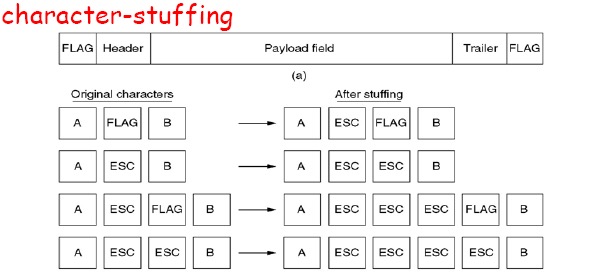 character-stuffing
FLAG Header Payload field Trailer FLAG
(a)
Original characters After stuffing
A FLAG B A ESC FLAG B
A ESC B A ESC ESC B
A ESC FLAG B A ESC ESC ESC FLAG B
A ESC ESC B A ESC ESC ESC ESC B